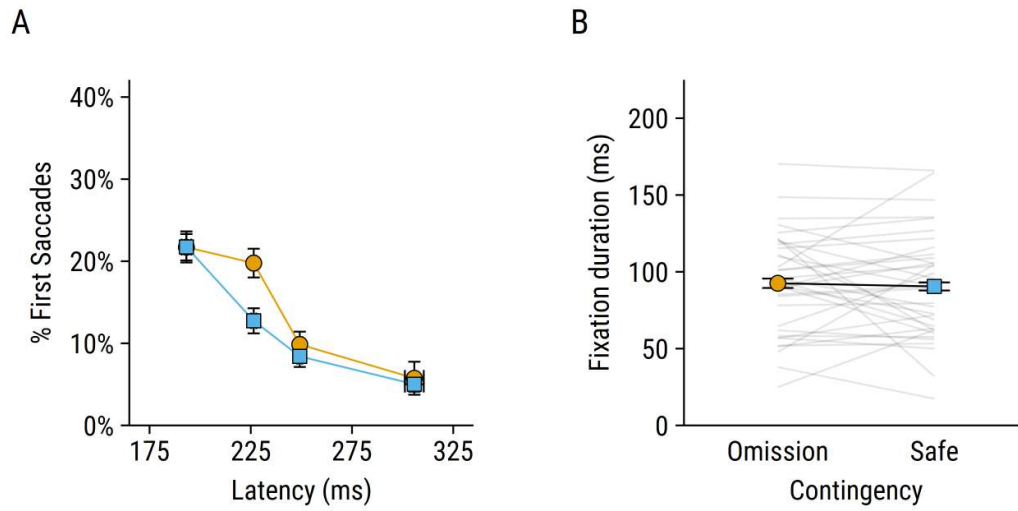 A
% First Saccades
40%
30%
20%
10%
0%
175 225 275 325
Latency (ms)
B
Fixation duration (ms)
200
150
100
50
0
Omission Safe
Contingency